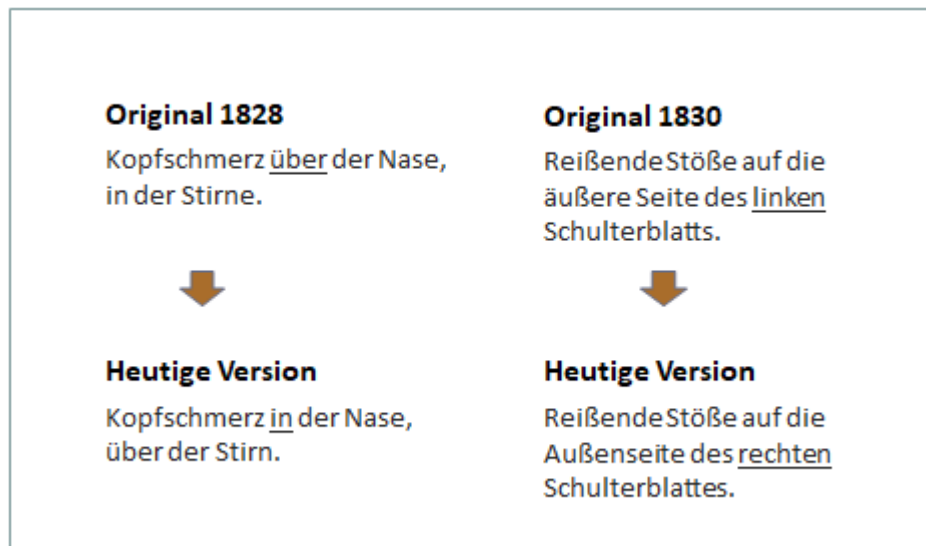 Original 1828
Kopfschmerz über der Nase,
in der Stirne.
Heutige Version
Kopfschmerz in der Nase,
über der Stirn.
Original 1830
Reißende Stöße auf die
äußere Seite des linken
Schulterblatts.
Heutige Version
Reißende Stöße auf die
Außenseite des rechten
Schulterblattes.